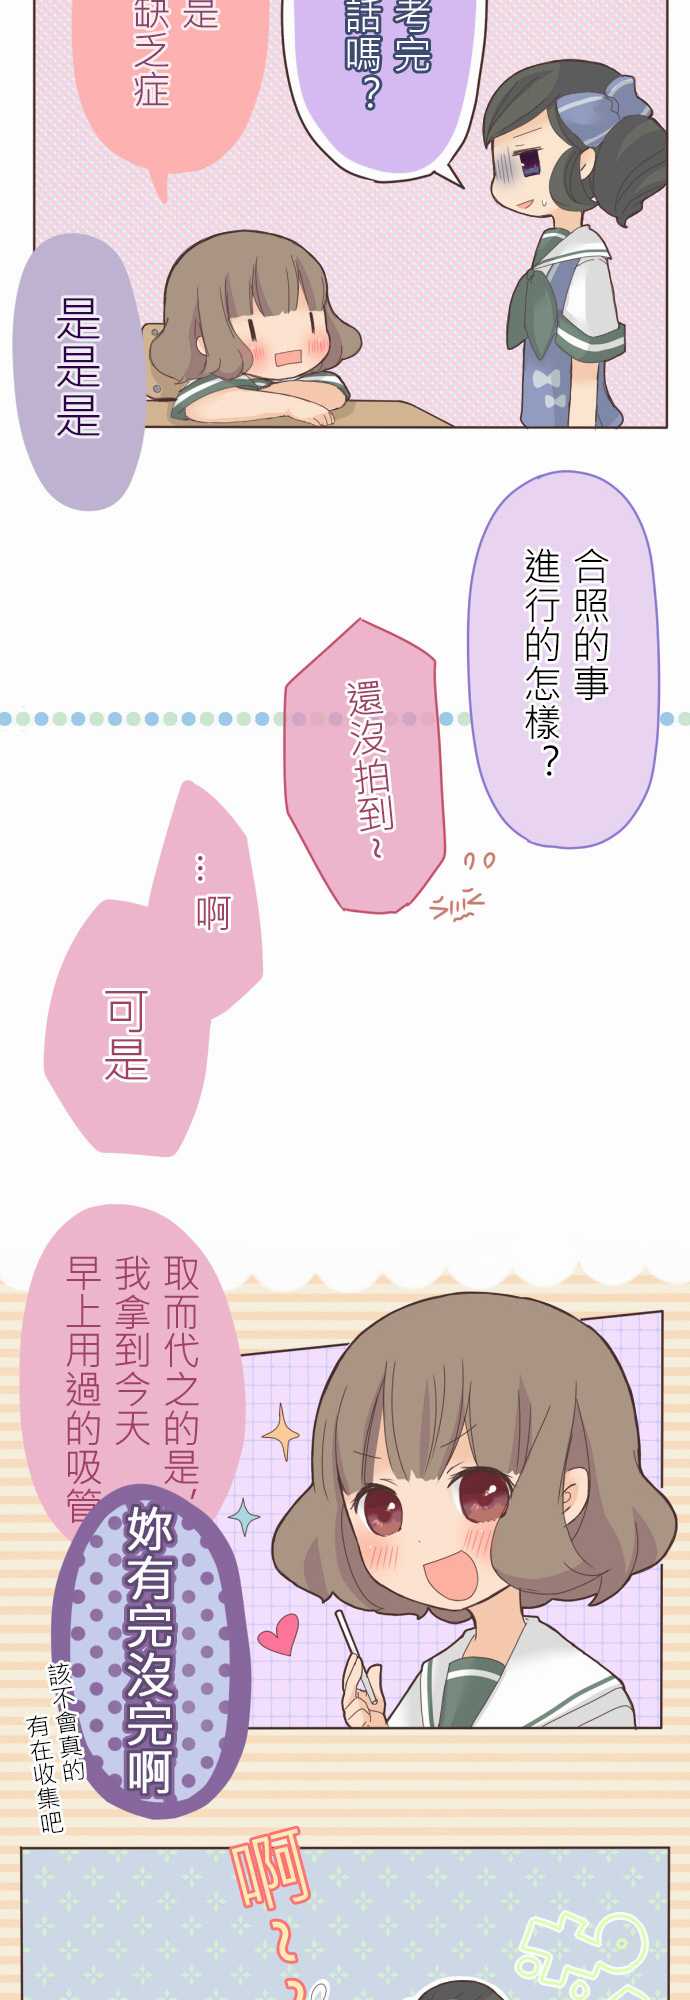 考完
話嗎？
是
缺乏症
是是是
合照的事
進行的怎樣？
還沒拍到~
…啊
可是
取而代之的是，
我拿到今天
早上用過的吸管
妳有完沒完啊
該不會真的
有在收集吧
啊~~